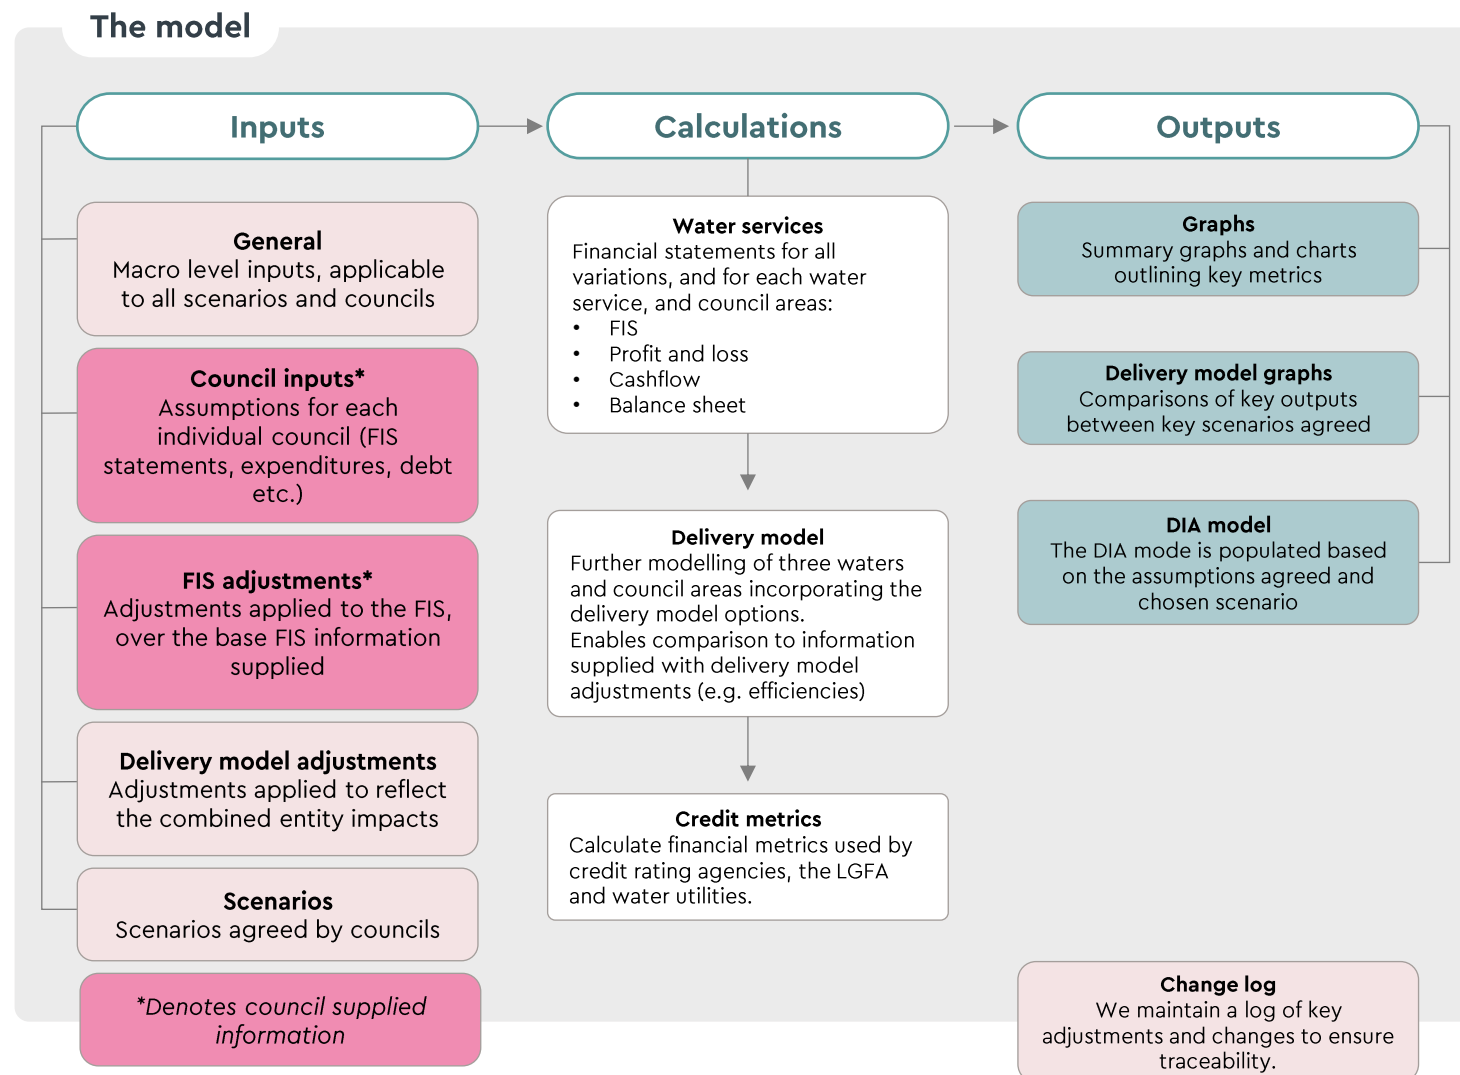 The model
Inputs
Calculations
Outputs
General
Macro level inputs, applicable
to all scenarios and councils
Council inputs*
Assumptions for each
individual council (FIS
statements, expenditures, debt
etc.)
FIS adjustments*
Adjustments applied to the FIS,
over the base FIS information
supplied
Delivery model adjustments
Adjustments applied to reflect
the combined entity impacts
Scenarios
Scenarios agreed by councils
*Denotes council supplied
information
Water services
Financial statements for all
variations, and for each water
service, and council areas:
• FIS
• Profit and loss
• Cashflow
• Balance sheet
Delivery model
Further modelling of three waters
and council areas incorporating the
delivery model options.
Enables comparison to information
supplied with delivery model
adjustments (e.g. efficiencies)
Credit metrics
Calculate financial metrics used by
credit rating agencies, the LGFA
and water utilities.
Graphs
Summary graphs and charts
outlining key metrics
Delivery model graphs
Comparisons of key outputs
between key scenarios agreed
DIA model
The DIA mode is populated based
on the assumptions agreed and
chosen scenario
Change log
We maintain a log of key
adjustments and changes to ensure
traceability.